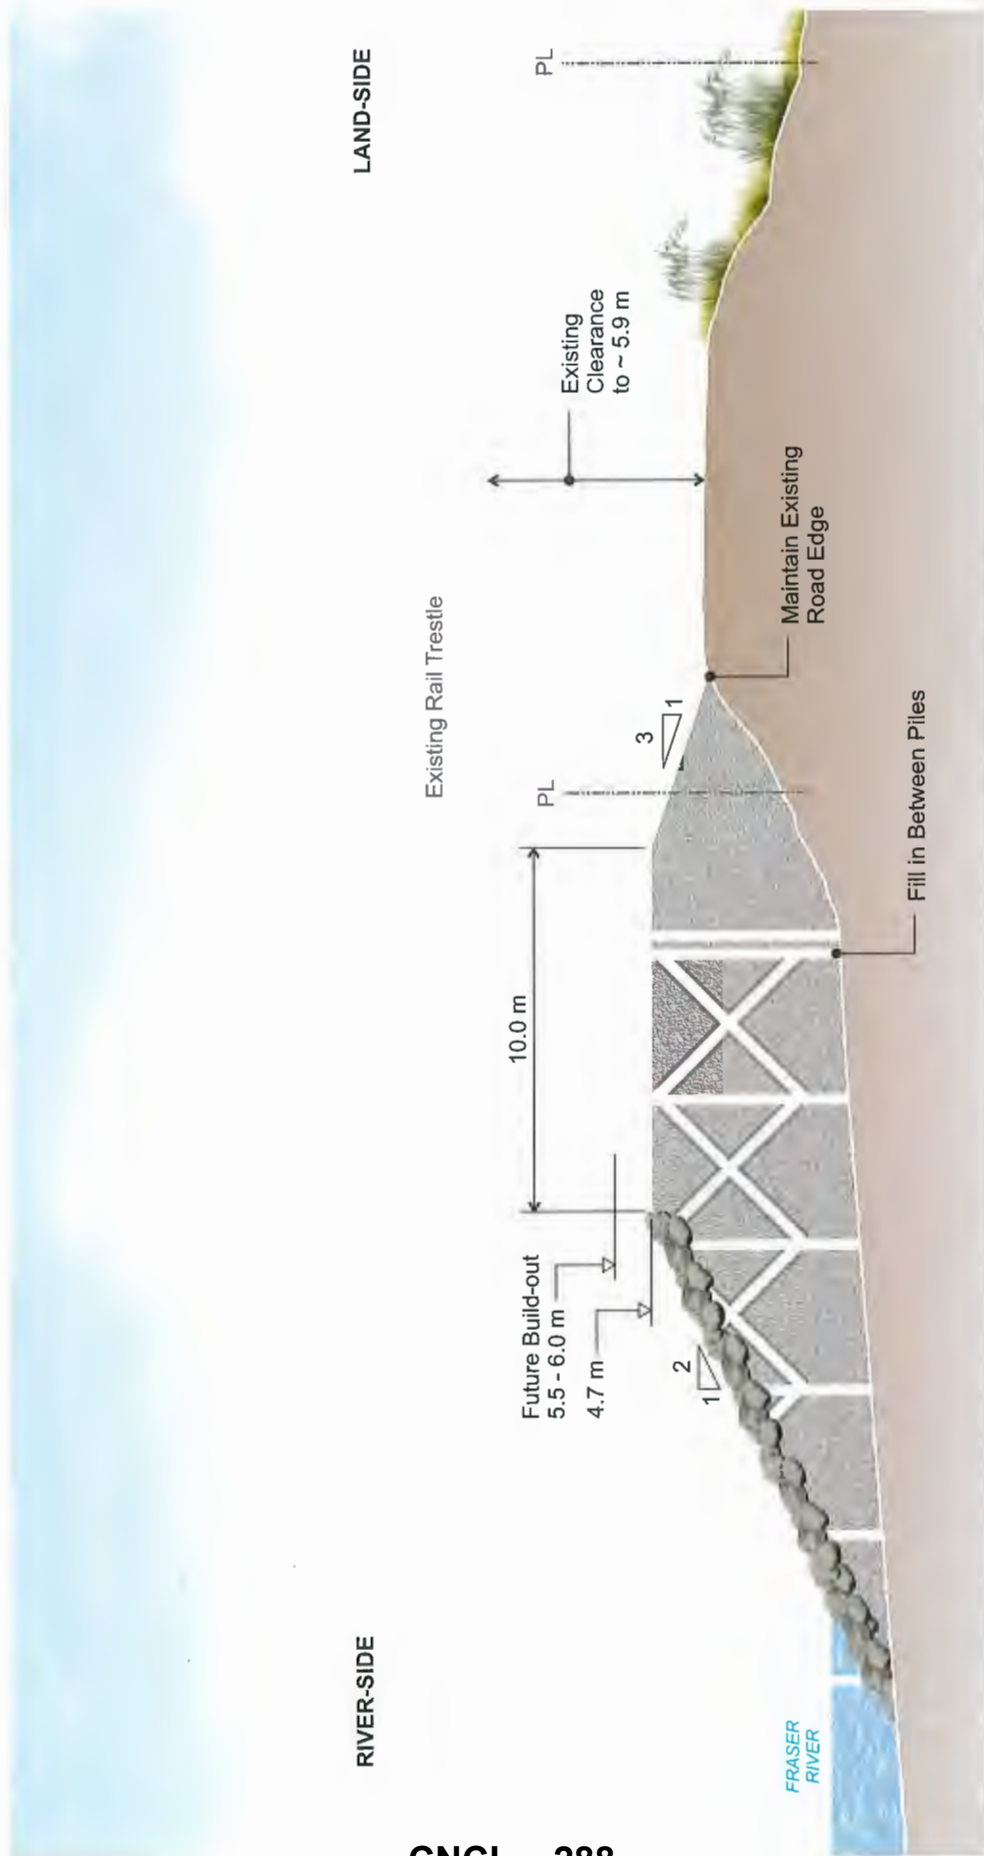 RIVER-SIDE
LAND-SIDE
Existing Rail Trestle
10.0 m
Future Build-out
5.5 - 6.0 m
4.7 m
PL
PL
Existing
Clearance
to ~ 5.9 m
3
1
2
1
Maintain Existing
Road Edge
Fill in Between Piles
FRASER
RIVER